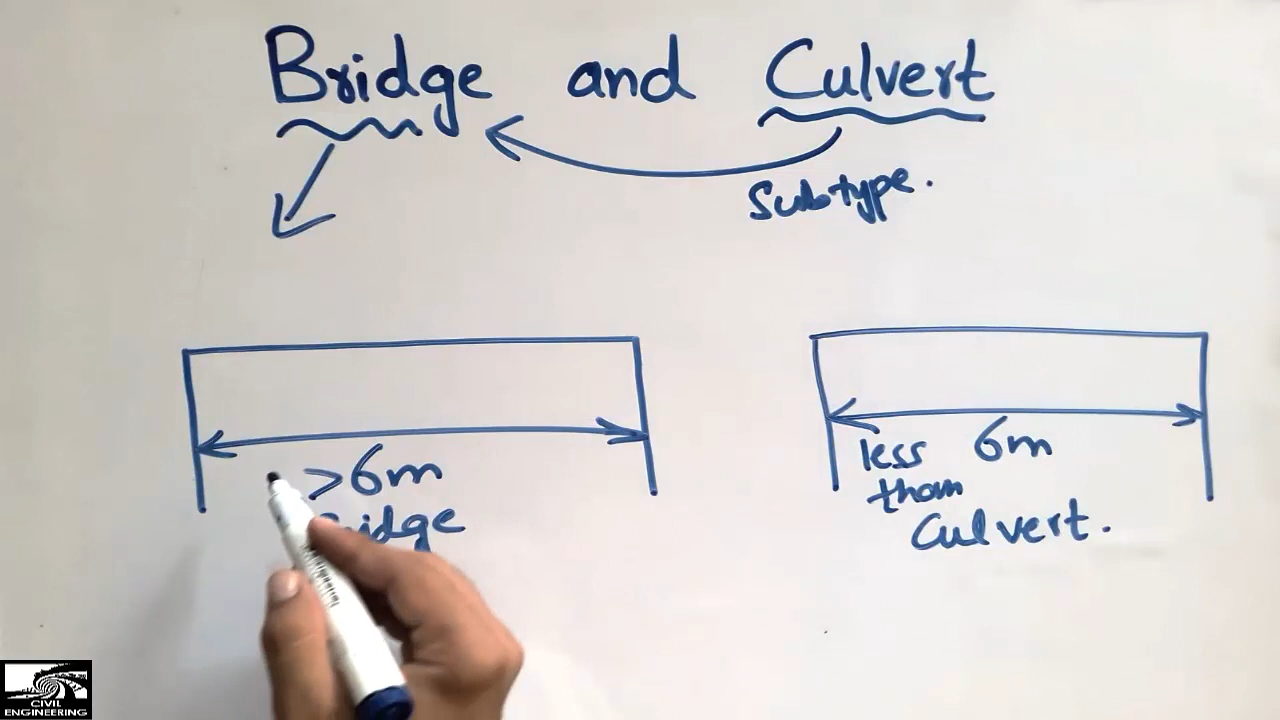 Bridge and Culvert
Subtype.
>6m
less 6m
than
Culvert.
CIVIL
ENGINEERING